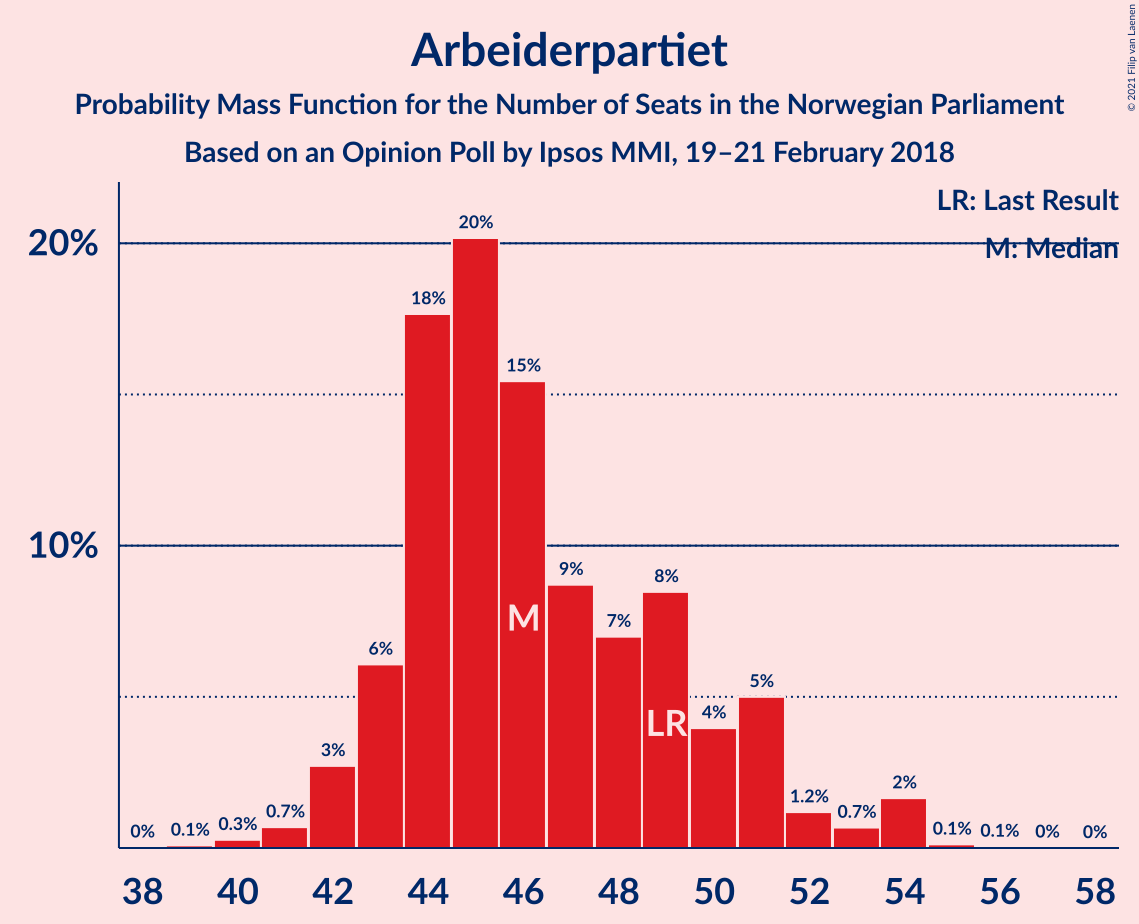 Arbeiderpartiet
Probability Mass Function for the Number of Seats in the Norwegian Parliament
Based on an Opinion Poll by Ipsos MMI, 19–21 February 2018
© 2021 Filip van Laenen
LR: Last Result
M: Median
20%
10%
0%
0.1%
0.3%
0.7%
3%
6%
18%
20%
15%
9%
7%
8%
4%
5%
1.2%
0.7%
2%
0.1%
0.1%
0%
0%
M
LR
38 40 42 44 46 48 50 52 54 56 58